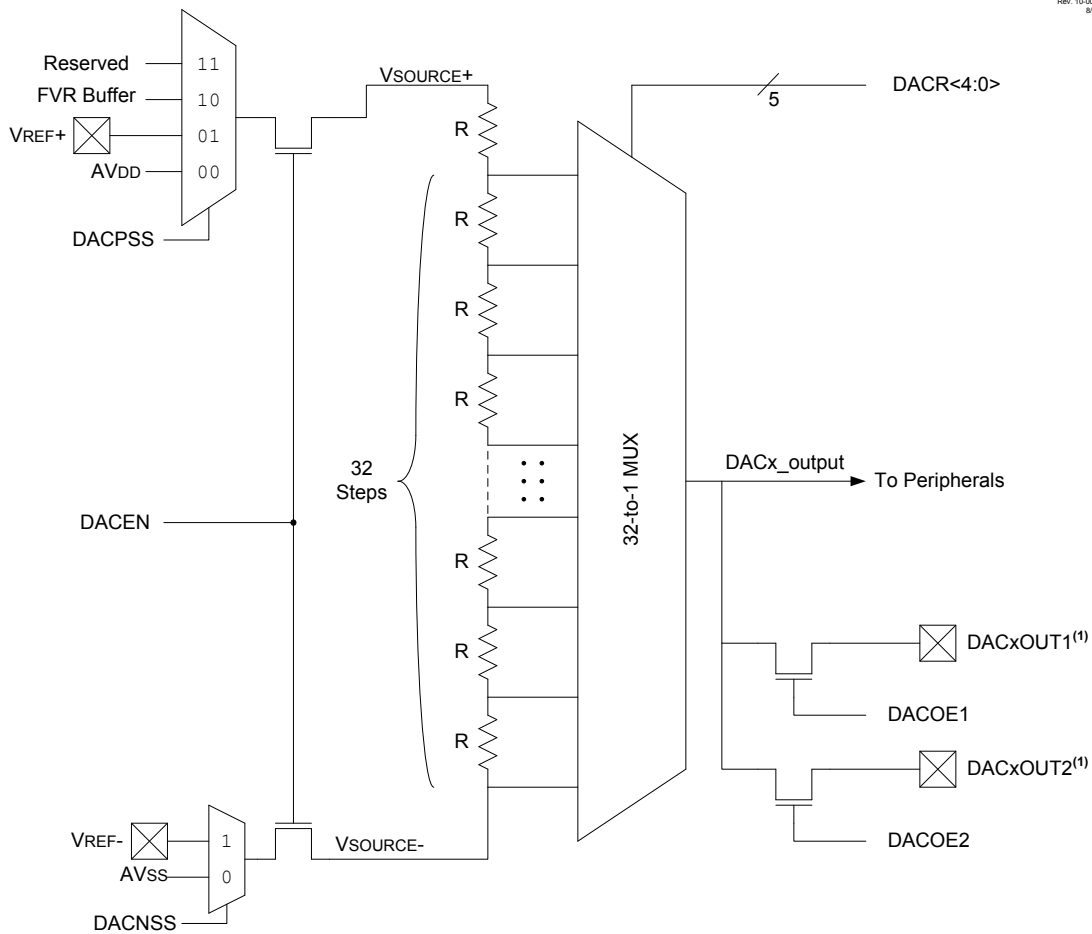 Reserved
FVR Buffer
VREF+
AVDD
11
10
01
00
DACPSS
VSOURCE+
R
R
R
R
R
R
R
32
Steps
DACEN
VREF-
AVSS
1
0
DACNSS
VSOURCE-
32-to-1 MUX
5
DACR<4:0>
DACx_output
To Peripherals
DACxOUT1(1)
DACOE1
DACxOUT2(1)
DACOE2